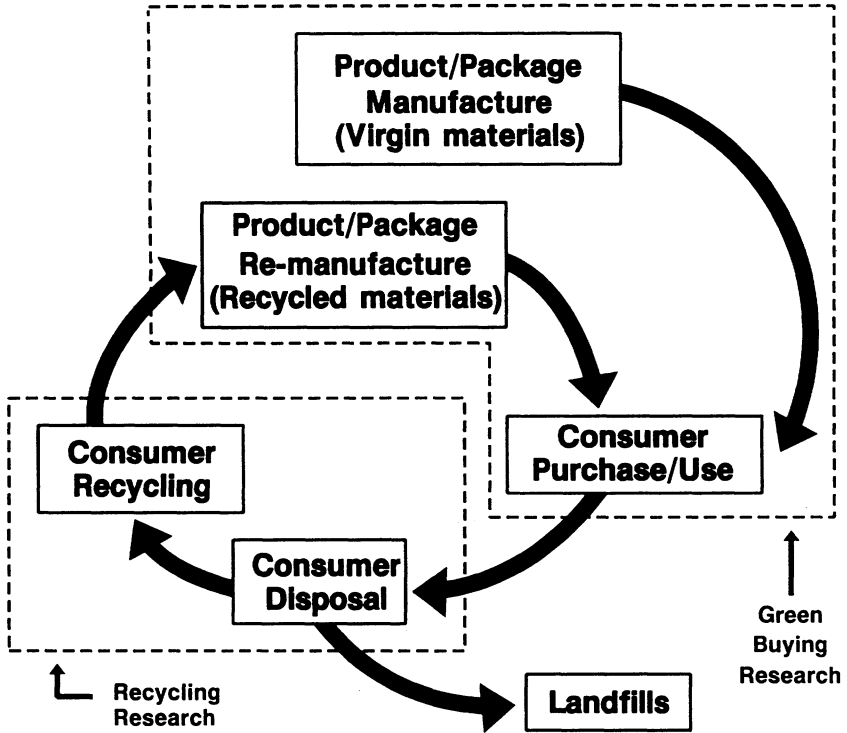 Product/Package
Manufacture
(Virgin materials)
Product/Package
Re-manufacture
(Recycled materials)
Consumer
Purchase/Use
Consumer
Recycling
Consumer
Disposal
Green
Buying
Research
Recycling
Research
Landfills